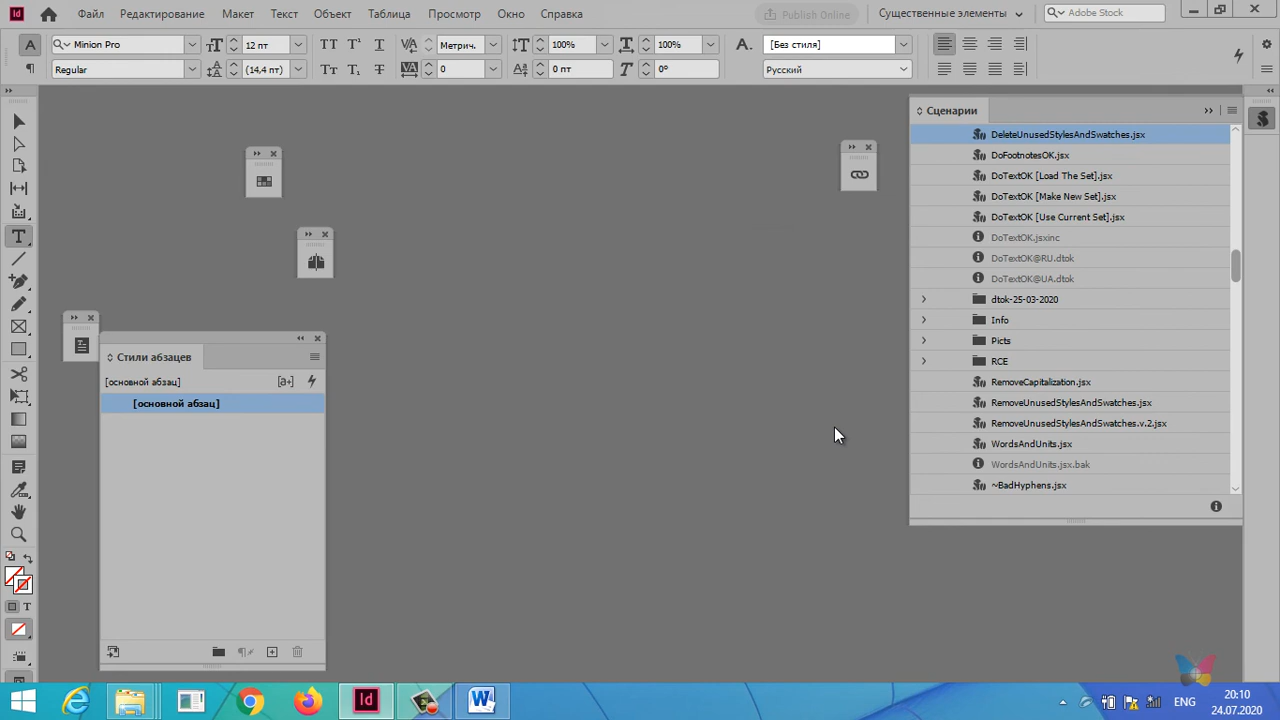 Id Файл Редактирование Макет Текст Объект Таблица Просмотр Окно Справка Publish Online Существенные элементы Adobe Stock
A Minion Pro 12 пт Метрич. 100% 100% A. [Без стиля]
Regular (14,4 пт) 0 0 пт 0° Русский
Сценарии
DeleteUnusedStylesAndSwatches.jsx
DoFootnotesOK.jsx
DoTextOK [Load The Set].jsx
DoTextOK [Make New Set].jsx
DoTextOK [Use Current Set].jsx
DoTextOK.jsxinc
DoTextOK@RU.dtok
DoTextOK@UA.dtok
dtok-25-03-2020
Info
Picts
RCE
RemoveCapitalization.jsx
RemoveUnusedStylesAndSwatches.jsx
RemoveUnusedStylesAndSwatches.v.2.jsx
WordsAndUnits.jsx
WordsAndUnits.jsx.bak
~BadHyphens.jsx
Стили абзацев
[основной абзац] [a+]
[основной абзац]
Id W ENG 20:10
24.07.2020